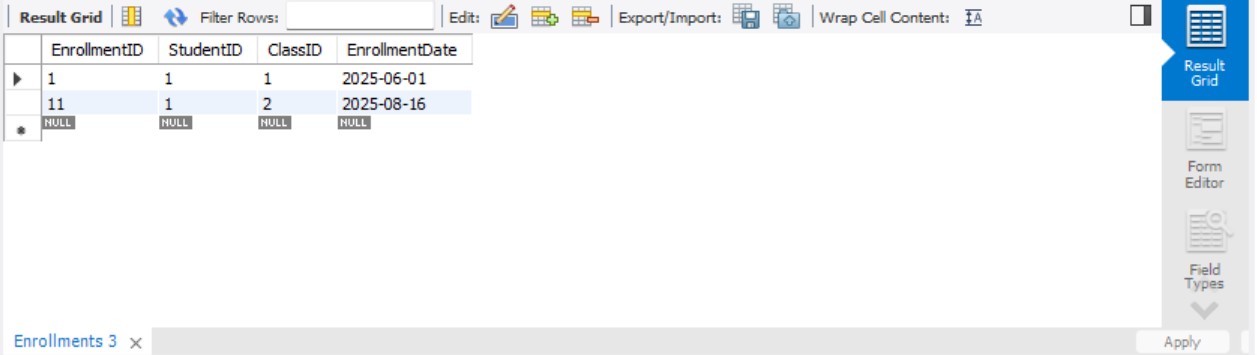 Result Grid Filter Rows: Edit: Export/Import: Wrap Cell Content: IA
EnrollmentID StudentID ClassID EnrollmentDate
1 1 1 2025-06-01
11 1 2 2025-08-16
NULL NULL NULL NULL
Result
Grid
Form
Editor
Field
Types
Enrollments 3 × Apply